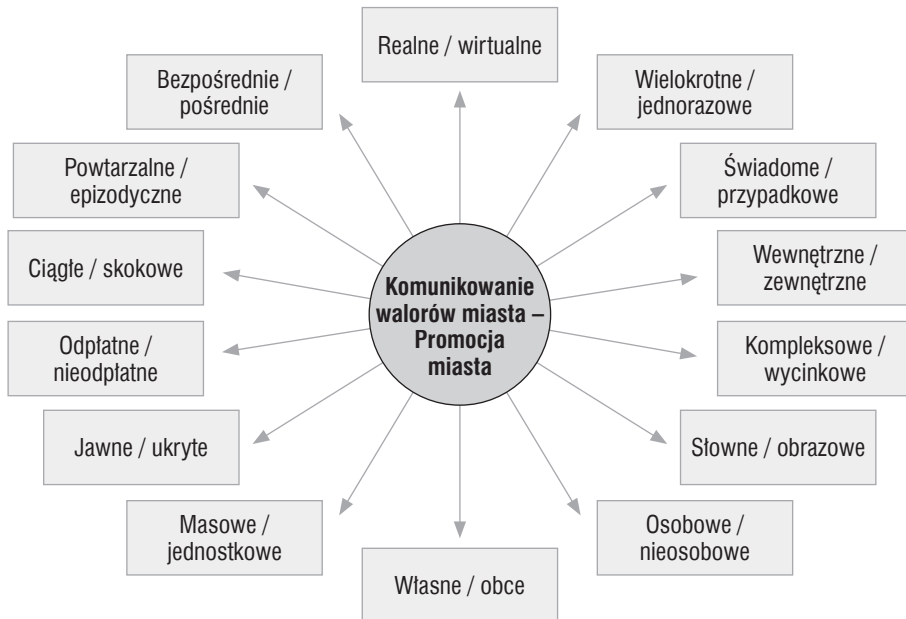 Realne / wirtualne
Bezpośrednie /
pośrednie
Wielokrotne /
jednorazowe
Powtarzalne /
epizodyczne
Świadome /
przypadkowe
Ciągłe / skokowe
Wewnętrzne /
zewnętrzne
Komunikowanie
walorów miasta –
Promocja
miasta
Odpłatne /
nieodpłatne
Kompleksowe /
wycinkowe
Jawne / ukryte
Słowne / obrazowe
Masowe /
jednostkowe
Osobowe /
nieosobowe
Własne / obce